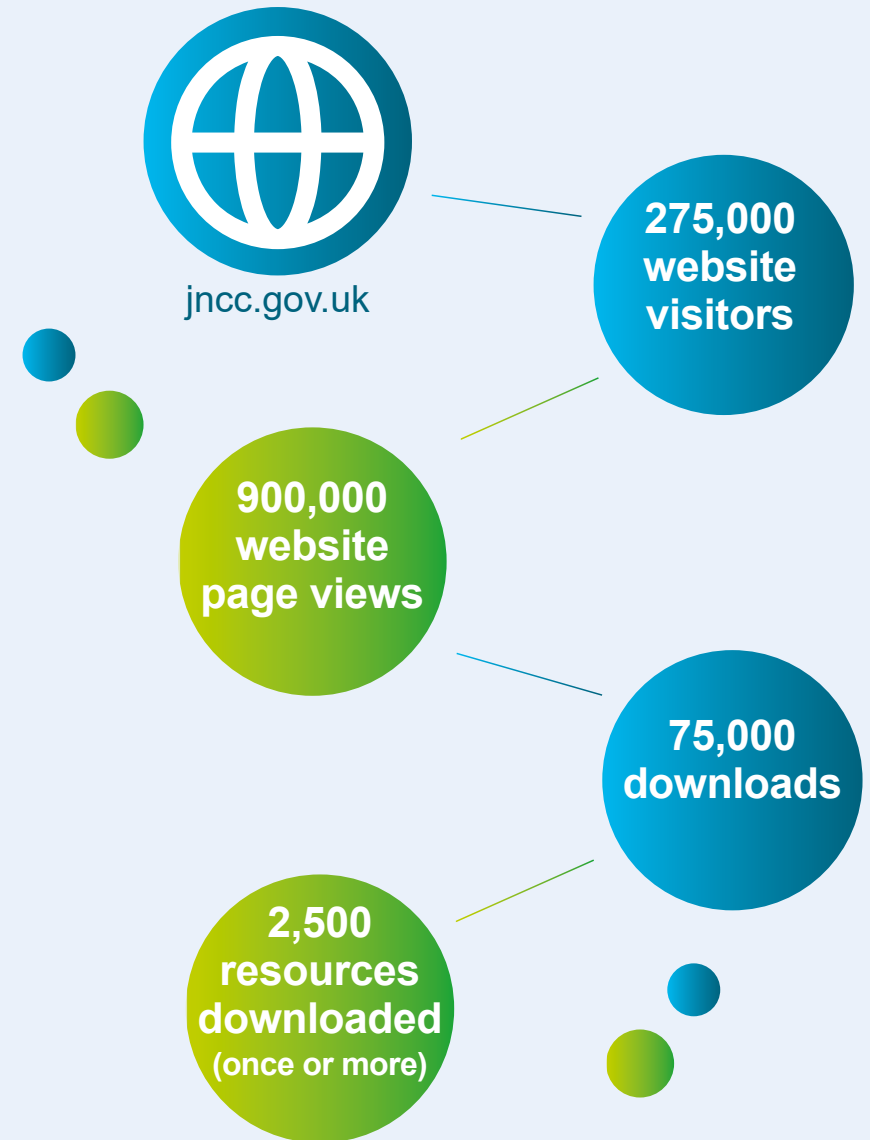 jncc.gov.uk
275,000
website
visitors
900,000
website
page views
75,000
downloads
2,500
resources
downloaded
(once or more)